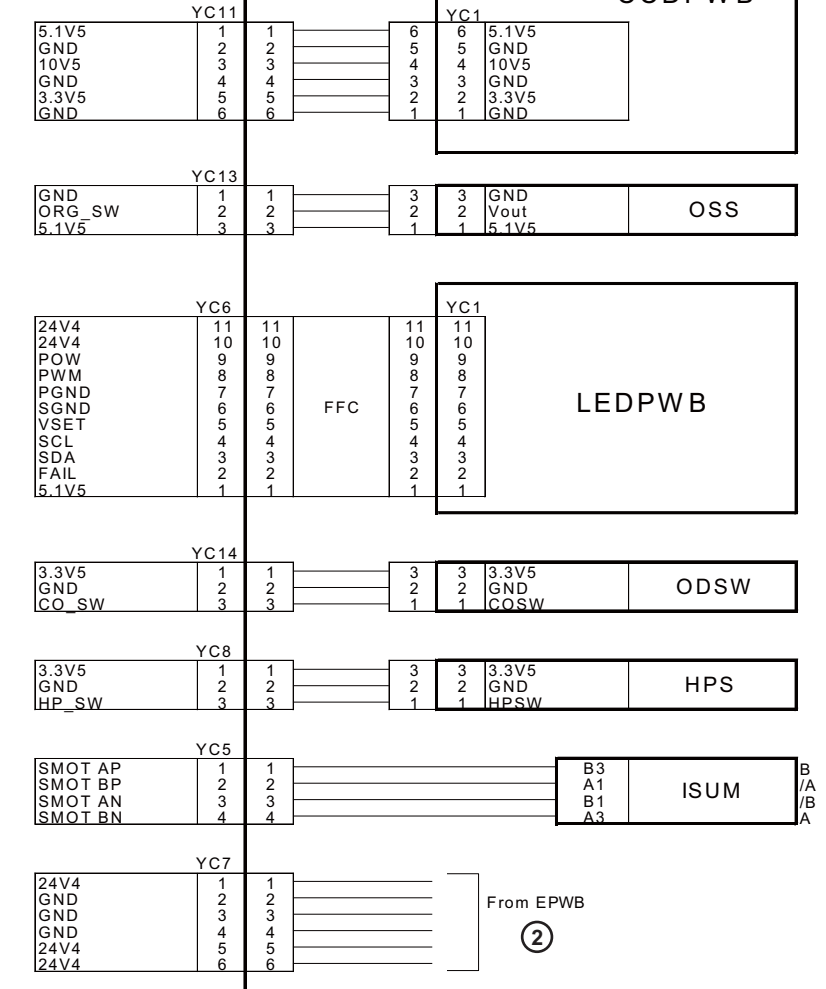 YC11 YC1
5.1V5 1 1 6 6 5.1V5
GND 2 2 5 5 GND
10V5 3 3 4 4 10V5
GND 4 4 3 3 GND
3.3V5 5 5 2 2 3.3V5
GND 6 6 1 1 GND
YC13
GND 1 1 3 3 GND
ORG_SW 2 2 2 2 Vout OSS
5.1V5 3 3 1 1 5.1V5
YC6 YC1
24V4 11 11 11 11
24V4 10 10 10 10
POW 9 9 9 9
PWM 8 8 8 8
PGND 7 7 7 7
SGND 6 6 FFC 6 6 LEDPWB
VSET 5 5 5 5
SCL 4 4 4 4
SDA 3 3 3 3
FAIL 2 2 2 2
5.1V5 1 1 1 1
YC14
3.3V5 1 1 3 3 3.3V5
GND 2 2 2 2 GND ODSW
CO_SW 3 3 1 1 COSW
YC8
3.3V5 1 1 3 3 3.3V5
GND 2 2 2 2 GND HPS
HP_SW 3 3 1 1 HPSW
YC5
SMOT AP 1 1 B3 B
SMOT BP 2 2 A1 ISUM /A
SMOT AN 3 3 B1 /B
SMOT BN 4 4 A3 A
YC7
24V4 1 1
GND 2 2 From EPWB
GND 3 3
GND 4 4 2
24V4 5 5
24V4 6 6